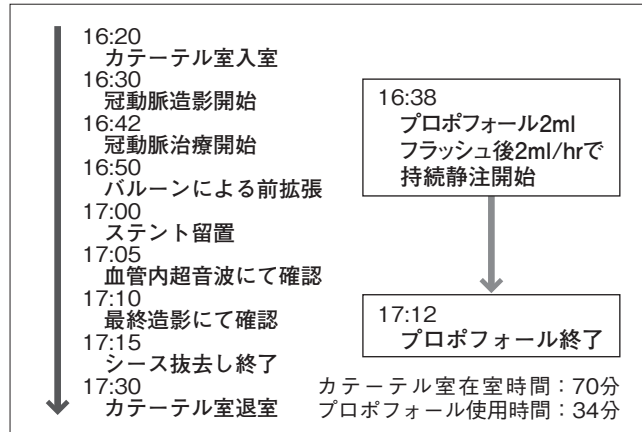 16:20
カテーテル室入室
16:30
冠動脈造影開始
16:42
冠動脈治療開始
16:50
バルーンによる前拡張
17:00
ステント留置
17:05
血管内超音波にて確認
17:10
最終造影にて確認
17:15
シース抜去し終了
17:30
カテーテル室退室
16:38
プロポフォール2ml
フラッシュ後2ml/hrで
持続静注開始
17:12
プロポフォール終了
カテーテル室在室時間：70分
プロポフォール使用時間：34分